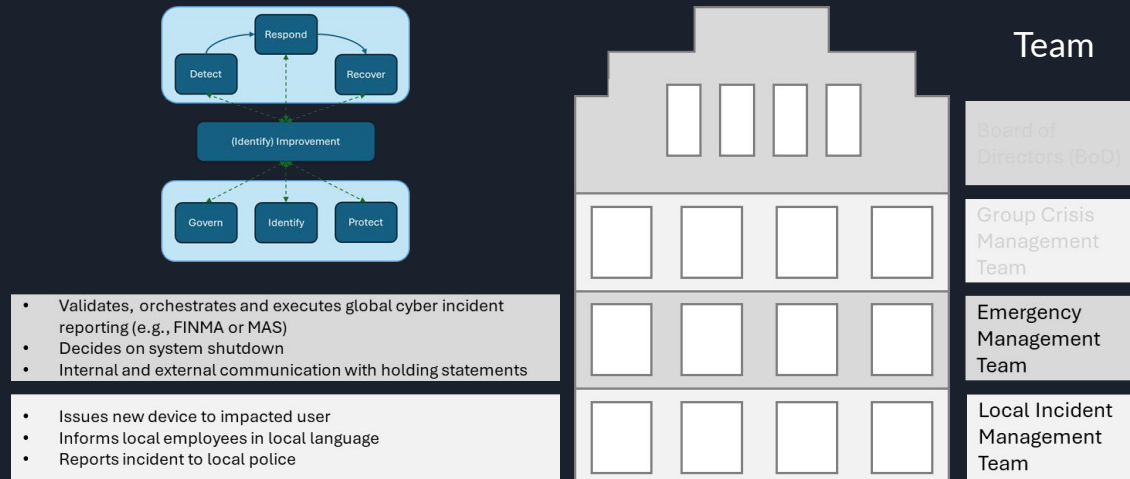 Respond
Detect
Recover
(Identify) Improvement
Govern
Identify
Protect
• Validates, orchestrates and executes global cyber incident
reporting (e.g., FINMA or MAS)
• Decides on system shutdown
• Internal and external communication with holding statements
• Issues new device to impacted user
• Informs local employees in local language
• Reports incident to local police
Team
Board of
Directors (BoD)
Group Crisis
Management
Team
Emergency
Management
Team
Local Incident
Management
Team